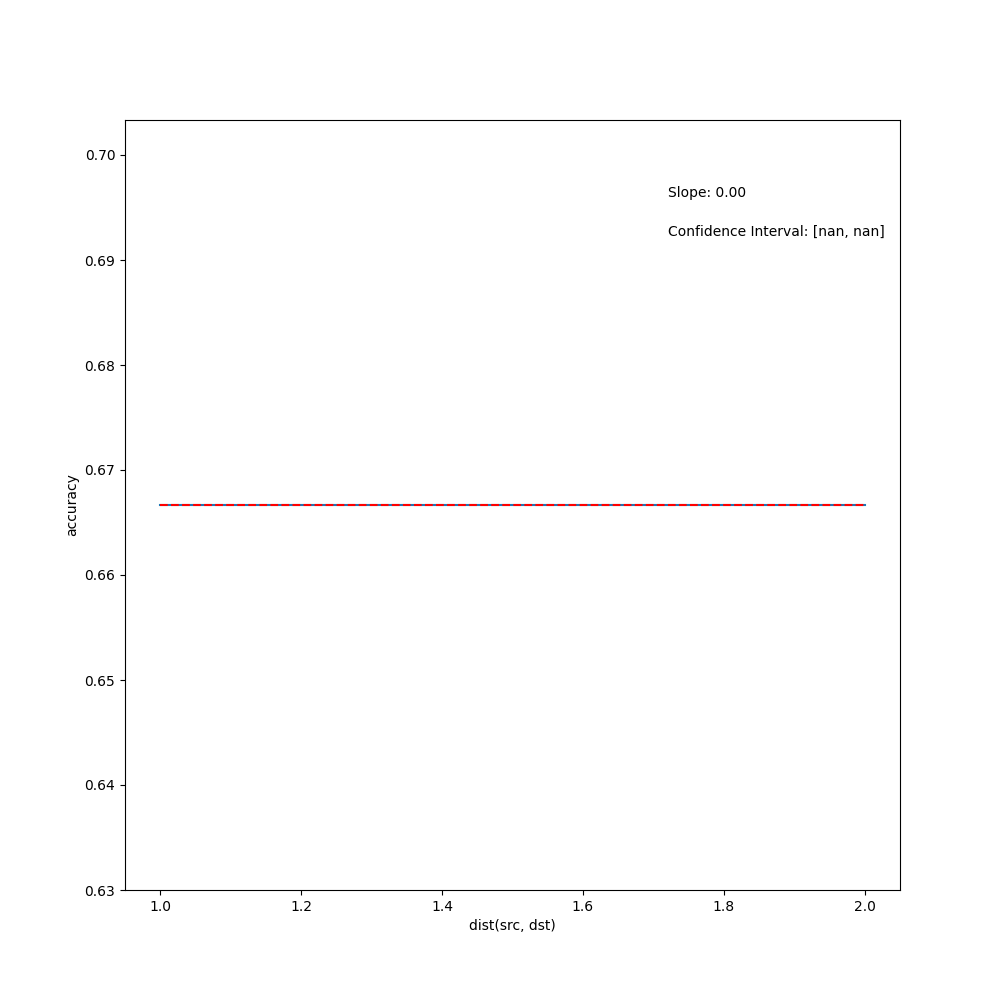 0.70
Slope: 0.00
Confidence Interval: [nan, nan]
0.69
0.68
0.67
accuracy
0.66
0.65
0.64
0.63
1.0 1.2 1.4 1.6 1.8 2.0
dist(src, dst)